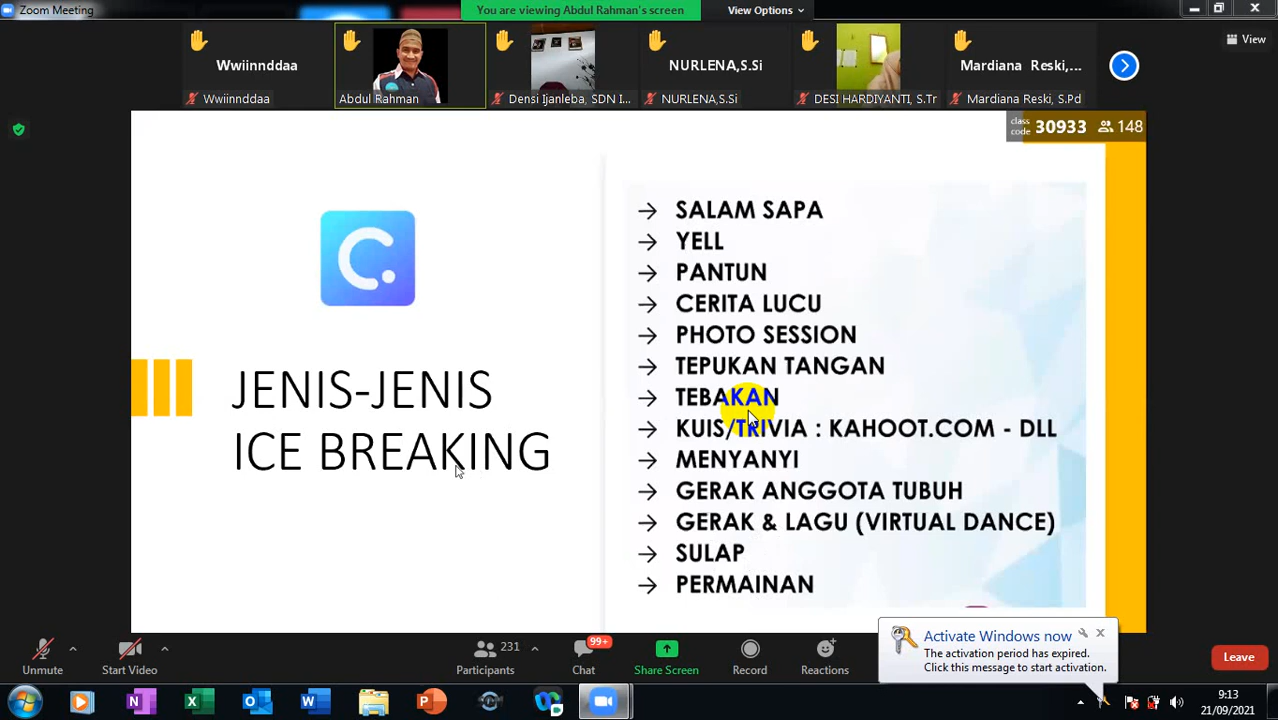 Zoom Meeting
You are viewing Abdul Rahman's screen
View Options
View
Wwiinnddaa
NURLENA,S.Si
Mardiana Reski,...
Wwiinnddaa
Abdul Rahman
Densi Ijanleba, SDN I...
NURLENA,S.Si
DESI HARDIYANTI, S.Tr
Mardiana Reski, S.Pd
class code 30933 148
JENIS-JENIS
ICE BREAKING
→ SALAM SAPA
→ YELL
→ PANTUN
→ CERITA LUCU
→ PHOTO SESSION
→ TEPUKAN TANGAN
→ TEBAKAN
→ KUIS/TRIVIA : KAHOOT.COM - DLL
→ MENYANYI
→ GERAK ANGGOTA TUBUH
→ GERAK & LAGU (VIRTUAL DANCE)
→ SULAP
→ PERMAINAN
Activate Windows now
The activation period has expired.
Click this message to start activation.
Unmute
Start Video
231
Participants
99+
Chat
Share Screen
Record
Reactions
Leave
9:13
21/09/2021